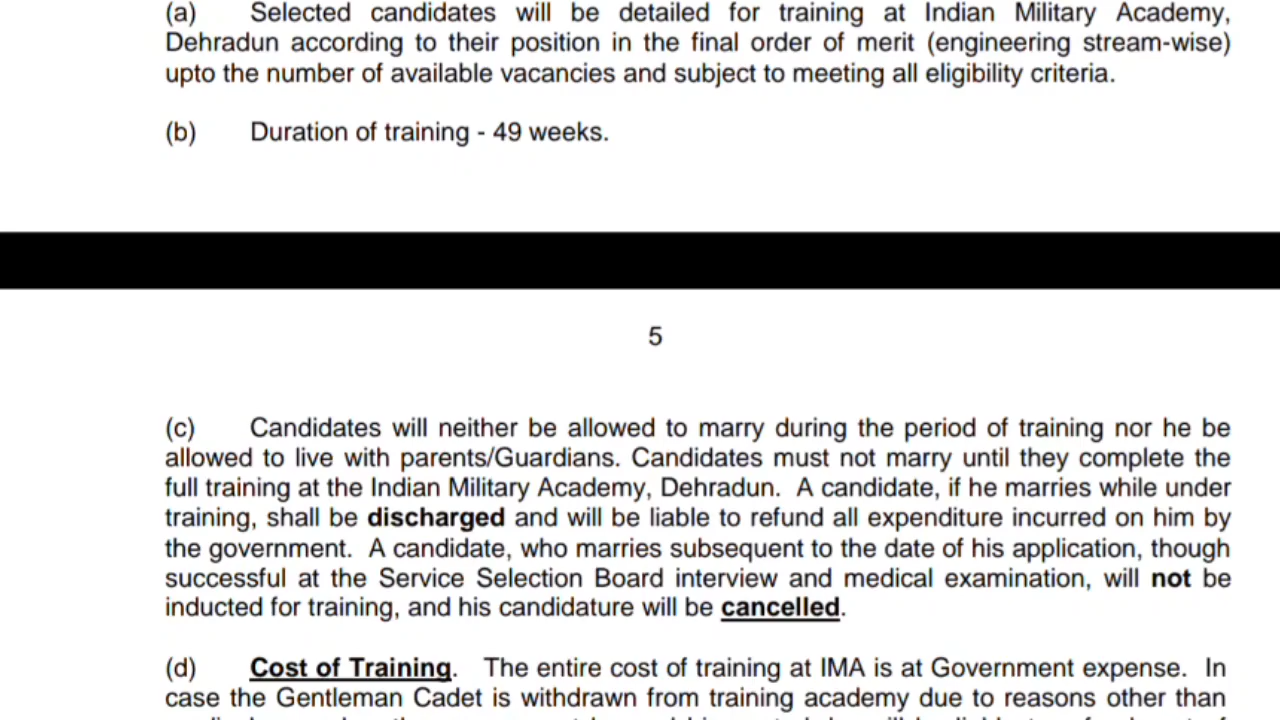 (a) Selected candidates will be detailed for training at Indian Military Academy,
Dehradun according to their position in the final order of merit (engineering stream-wise)
upto the number of available vacancies and subject to meeting all eligibility criteria.
(b) Duration of training - 49 weeks.
5
(c) Candidates will neither be allowed to marry during the period of training nor he be
allowed to live with parents/Guardians. Candidates must not marry until they complete the
full training at the Indian Military Academy, Dehradun. A candidate, if he marries while under
training, shall be discharged and will be liable to refund all expenditure incurred on him by
the government. A candidate, who marries subsequent to the date of his application, though
successful at the Service Selection Board interview and medical examination, will not be
inducted for training, and his candidature will be cancelled.
(d) Cost of Training. The entire cost of training at IMA is at Government expense. In
case the Gentleman Cadet is withdrawn from training academy due to reasons other than